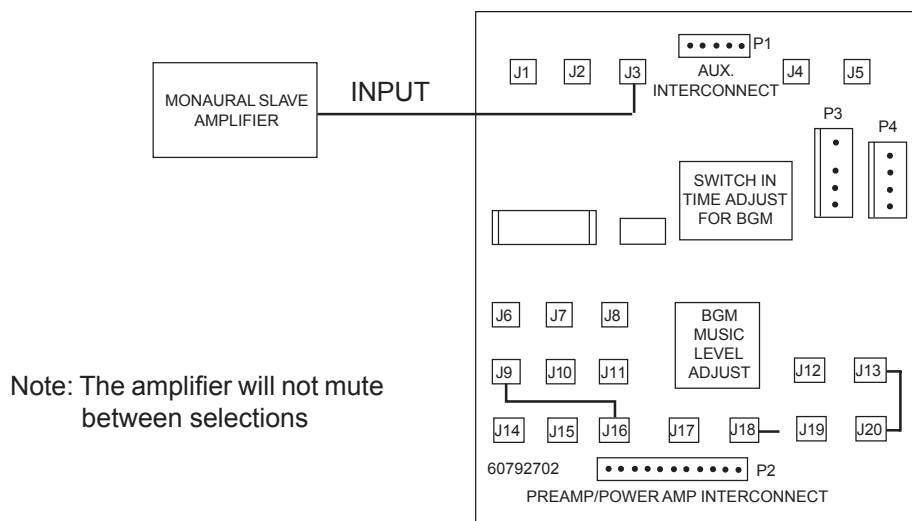 P1
J1 J2 J3 AUX. J4 J5
INTERCONNECT
MONAURAL SLAVE
AMPLIFIER
INPUT
P3
P4
SWITCH IN
TIME ADJUST
FOR BGM
J6 J7 J8
BGM
MUSIC
LEVEL
ADJUST
J9 J10 J11
J12 J13
Note: The amplifier will not mute
between selections
J14 J15 J16 J17 J18 J19 J20
60792702
P2
PREAMP/POWER AMP INTERCONNECT